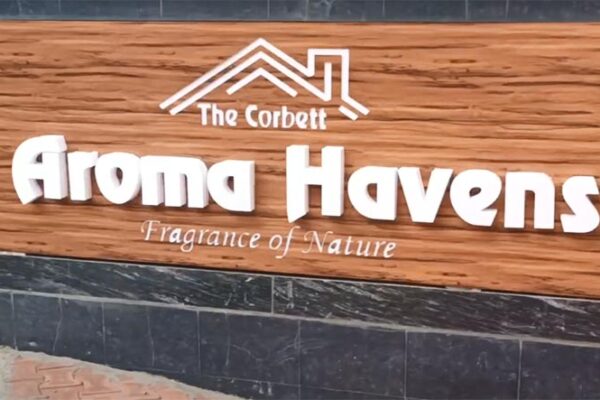 The Corbett
Aroma Havens
Fragrance of Nature